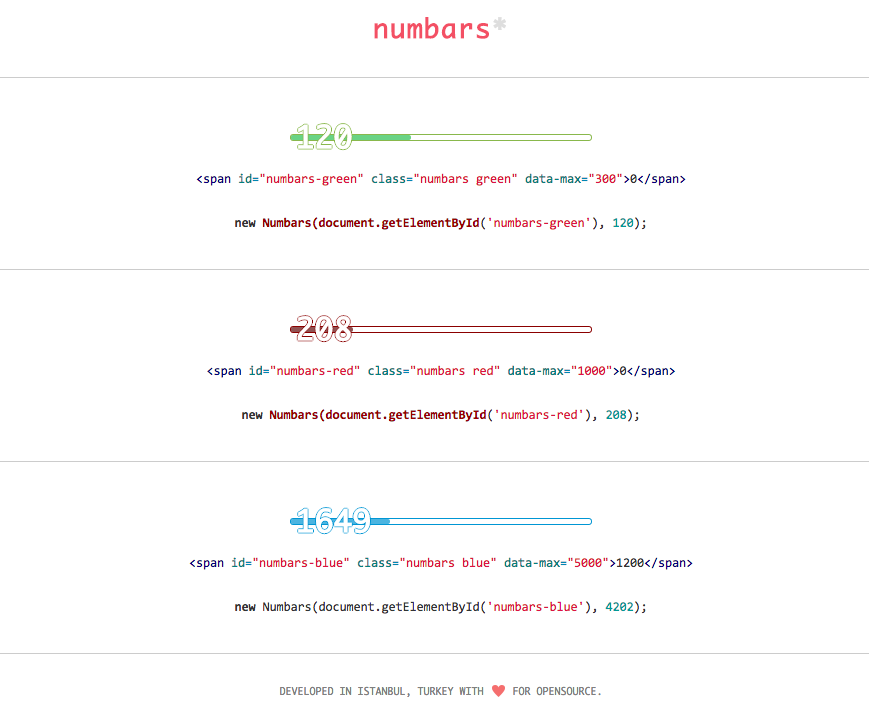 numbars*
120
<span id="numbars-green" class="numbars green" data-max="300">0</span>
new Numbars(document.getElementById('numbars-green'), 120);
208
<span id="numbars-red" class="numbars red" data-max="1000">0</span>
new Numbars(document.getElementById('numbars-red'), 208);
1649
<span id="numbars-blue" class="numbars blue" data-max="5000">1200</span>
new Numbars(document.getElementById('numbars-blue'), 4202);
DEVELOPED IN ISTANBUL, TURKEY WITH ❤ FOR OPENSOURCE.